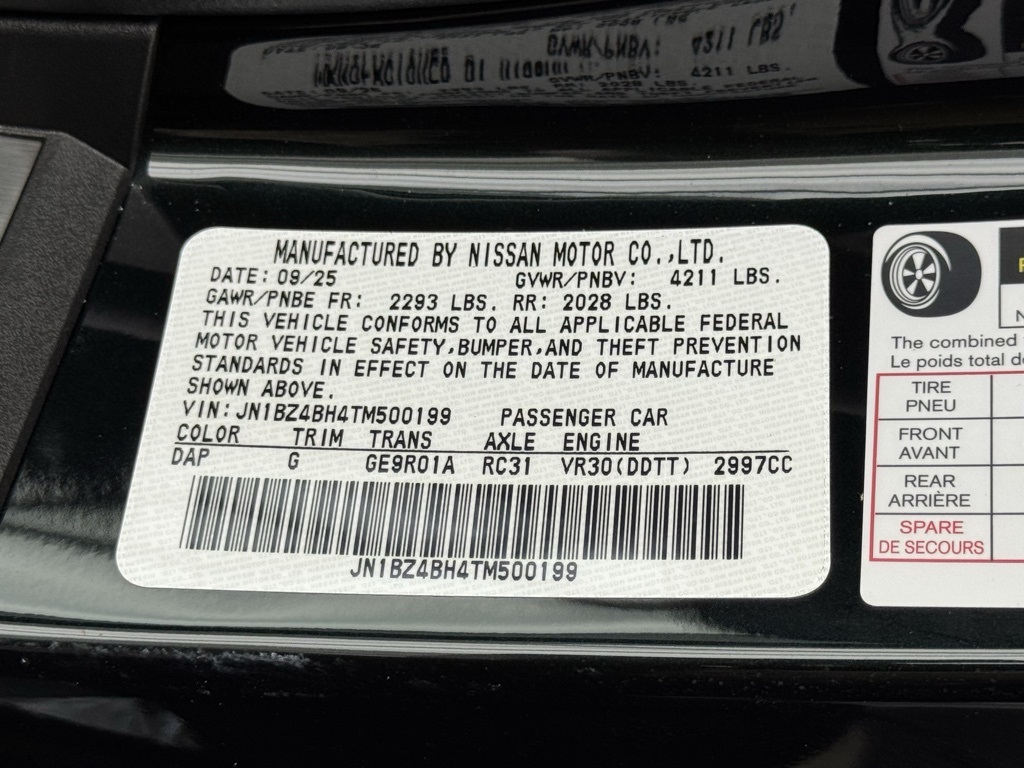 GVWR/PNBV: 4211 LBS.
MANUFACTURED BY NISSAN MOTOR CO.,LTD.
DATE: 09/25 GVWR/PNBV: 4211 LBS.
GAWR/PNBE FR: 2293 LBS. RR: 2028 LBS.
THIS VEHICLE CONFORMS TO ALL APPLICABLE FEDERAL
MOTOR VEHICLE SAFETY,BUMPER,AND THEFT PREVENTION
STANDARDS IN EFFECT ON THE DATE OF MANUFACTURE
SHOWN ABOVE.
VIN: JN1BZ4BH4TM500199 PASSENGER CAR
COLOR TRIM TRANS AXLE ENGINE
DAP G GE9R01A RC31 VR30(DDTT) 2997CC
JN1BZ4BH4TM500199
The combined
Le poids total
TIRE
PNEU
FRONT
AVANT
REAR
ARRIÈRE
SPARE
DE SECOURS